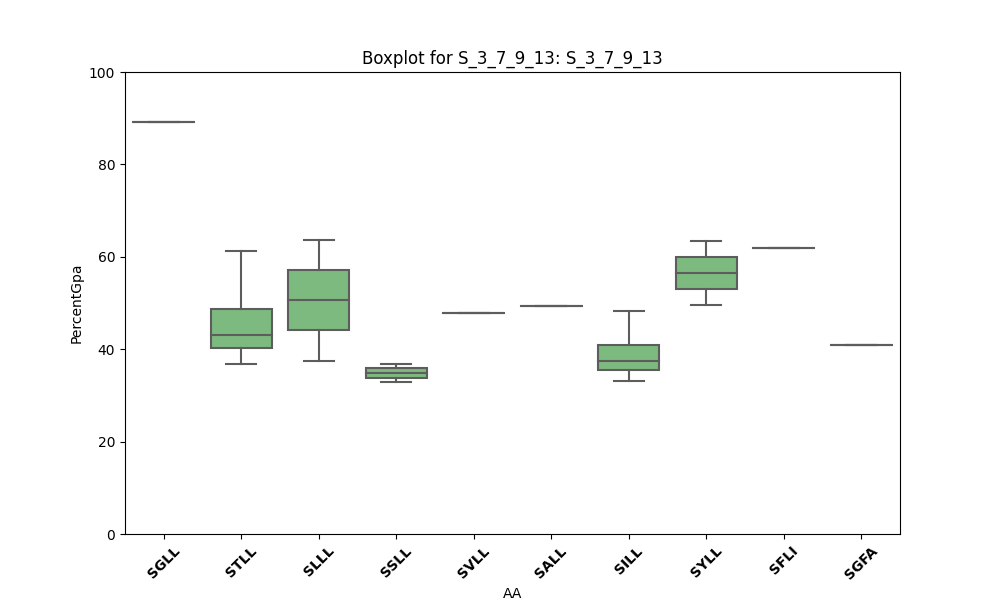 Boxplot for S_3_7_9_13: S_3_7_9_13
100
80
60
40
20
0
PercentGpa
SGLL STLL SLLL SSLL SVLL SALL SILL SYLL SFLI SGFA
AA